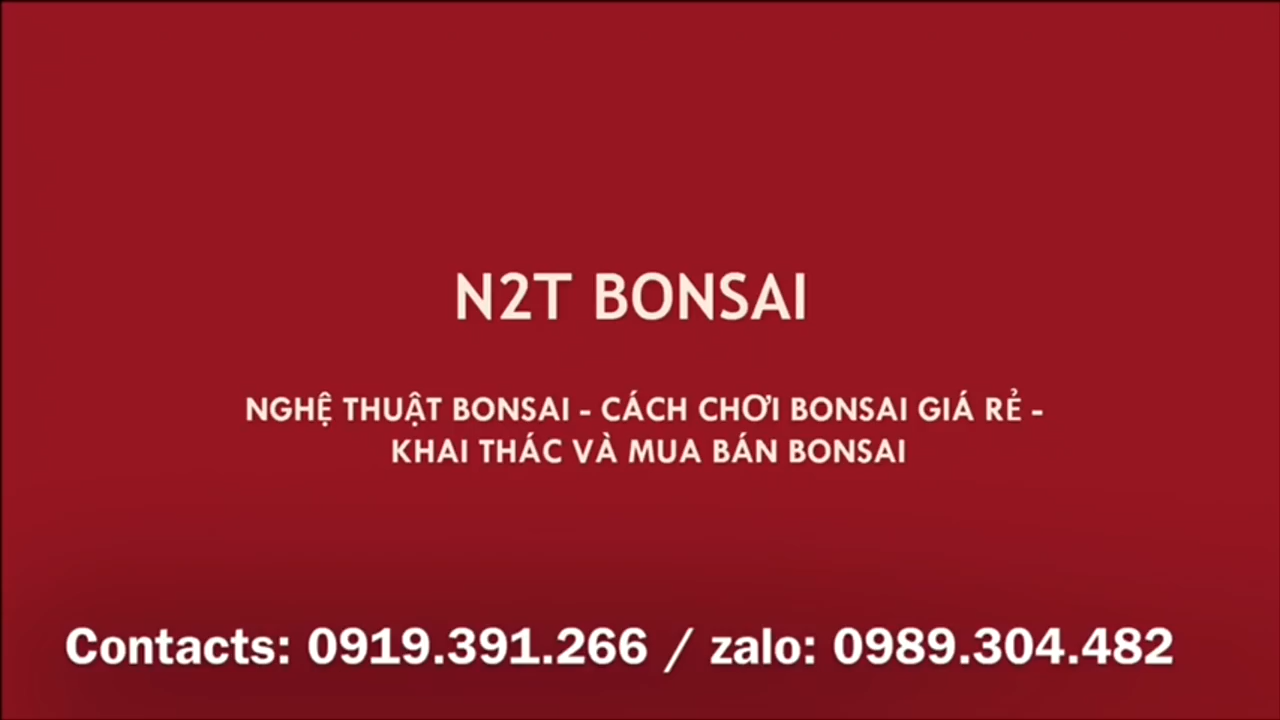 N2T BONSAI
NGHỆ THUẬT BONSAI - CÁCH CHƠI BONSAI GIÁ RẺ -
KHAI THÁC VÀ MUA BÁN BONSAI
Contacts: 0919.391.266 / zalo: 0989.304.482